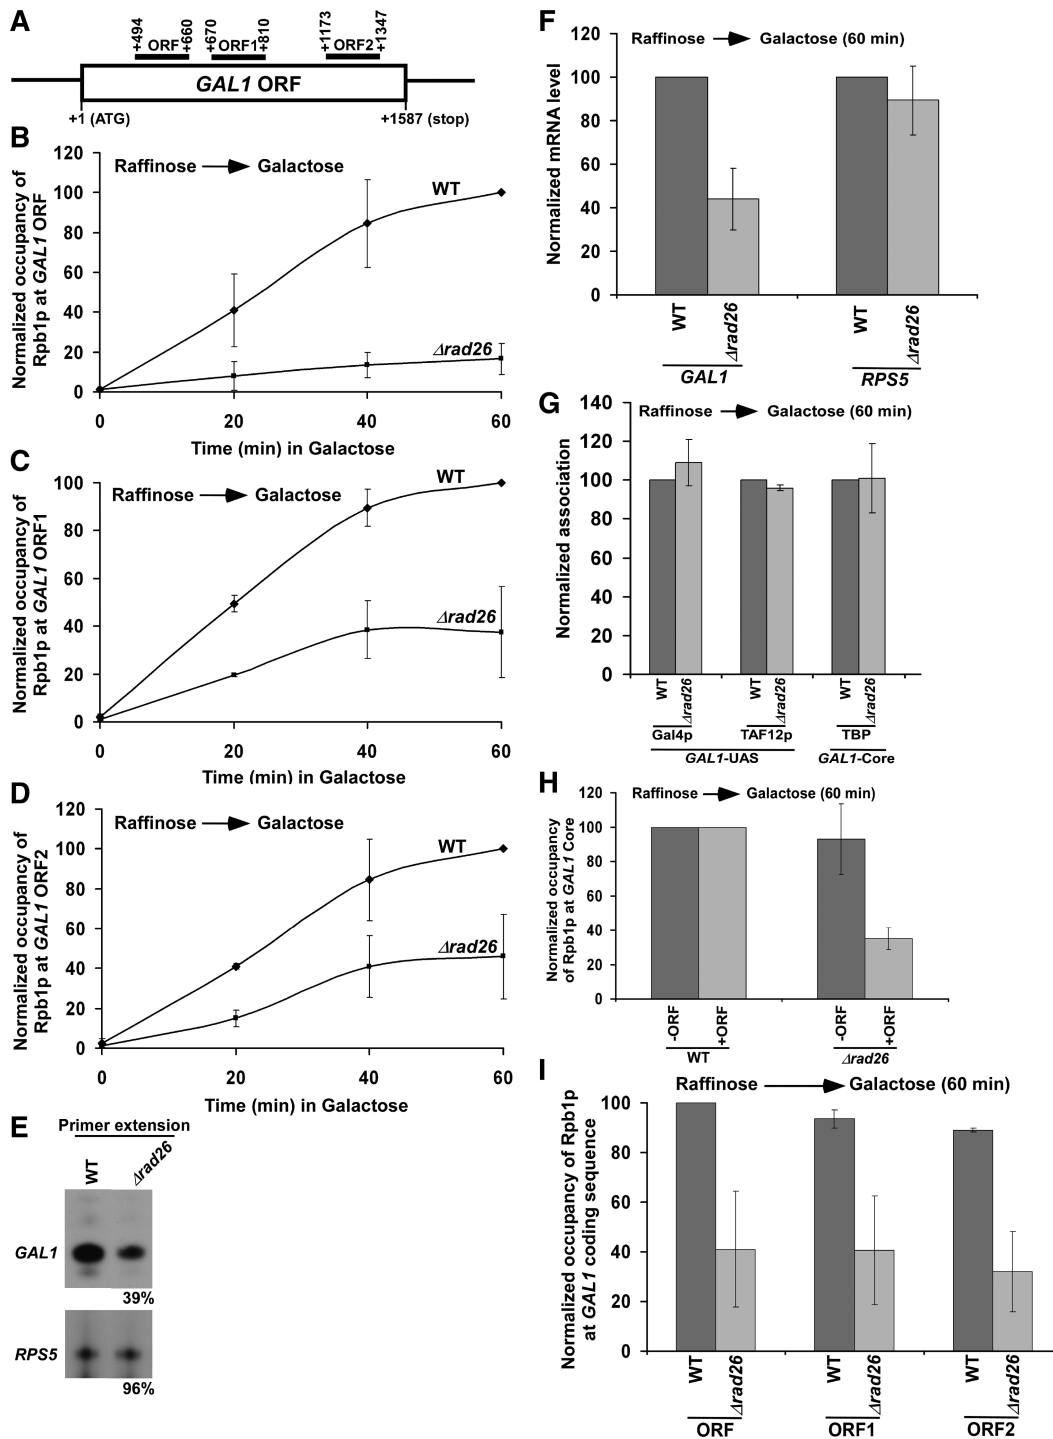 A
+494
+660
+670
+810
+1173
+1347
ORF
ORF1
ORF2
GAL1 ORF
+1 (ATG)
+1587 (stop)
B
Normalized occupancy of
Rpb1p at GAL1 ORF
120
100
80
60
40
20
0
Raffinose
Galactose
WT
Δrad26
0
20
40
60
Time (min) in Galactose
C
Normalized occupancy of
Rpb1p at GAL1 ORF1
100
80
60
40
20
0
Raffinose
Galactose
WT
Δrad26
0
20
40
60
Time (min) in Galactose
D
Normalized occupancy of
Rpb1p at GAL1 ORF2
120
100
80
60
40
20
0
Raffinose
Galactose
WT
Δrad26
0
20
40
60
Time (min) in Galactose
E
Primer extension
WT
Δrad26
GAL1
39%
RPS5
96%
F
Normalized mRNA level
Raffinose
Galactose (60 min)
120
100
80
60
40
20
0
WT
Δrad26
WT
Δrad26
GAL1
RPS5
G
Normalized association
140
120
100
80
60
40
20
0
Raffinose
Galactose (60 min)
WT
Δrad26
WT
Δrad26
WT
Δrad26
Gal4p
TAF12p
TBP
GAL1-UAS
GAL1-Core
H
Normalized occupancy
of Rpb1p at GAL1 Core
Raffinose
Galactose (60 min)
120
100
80
60
40
20
0
-ORF
+ORF
-ORF
+ORF
WT
Δrad26
I
Normalized occupancy of Rpb1p
at GAL1 coding sequence
Raffinose
Galactose (60 min)
100
80
60
40
20
0
WT
Δrad26
WT
Δrad26
WT
Δrad26
ORF
ORF1
ORF2